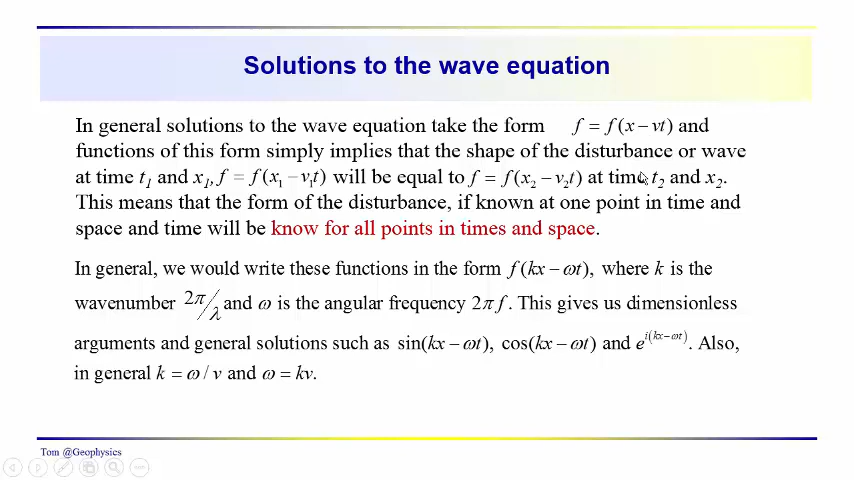 Solutions to the wave equation
In general solutions to the wave equation take the form f = f(x − vt) and
functions of this form simply implies that the shape of the disturbance or wave
at time t₁ and x₁, f = f(x₁ − v₁t) will be equal to f = f(x₂ − v₂t) at time t₂ and x₂.
This means that the form of the disturbance, if known at one point in time and
space and time will be know for all points in times and space.
In general, we would write these functions in the form f(kx − ωt), where k is the
wavenumber 2π/λ and ω is the angular frequency 2πf. This gives us dimensionless
arguments and general solutions such as sin(kx − ωt), cos(kx − ωt) and e^{i(kx−ωt)}. Also,
in general k = ω / v and ω = kv.
Tom @Geophysics